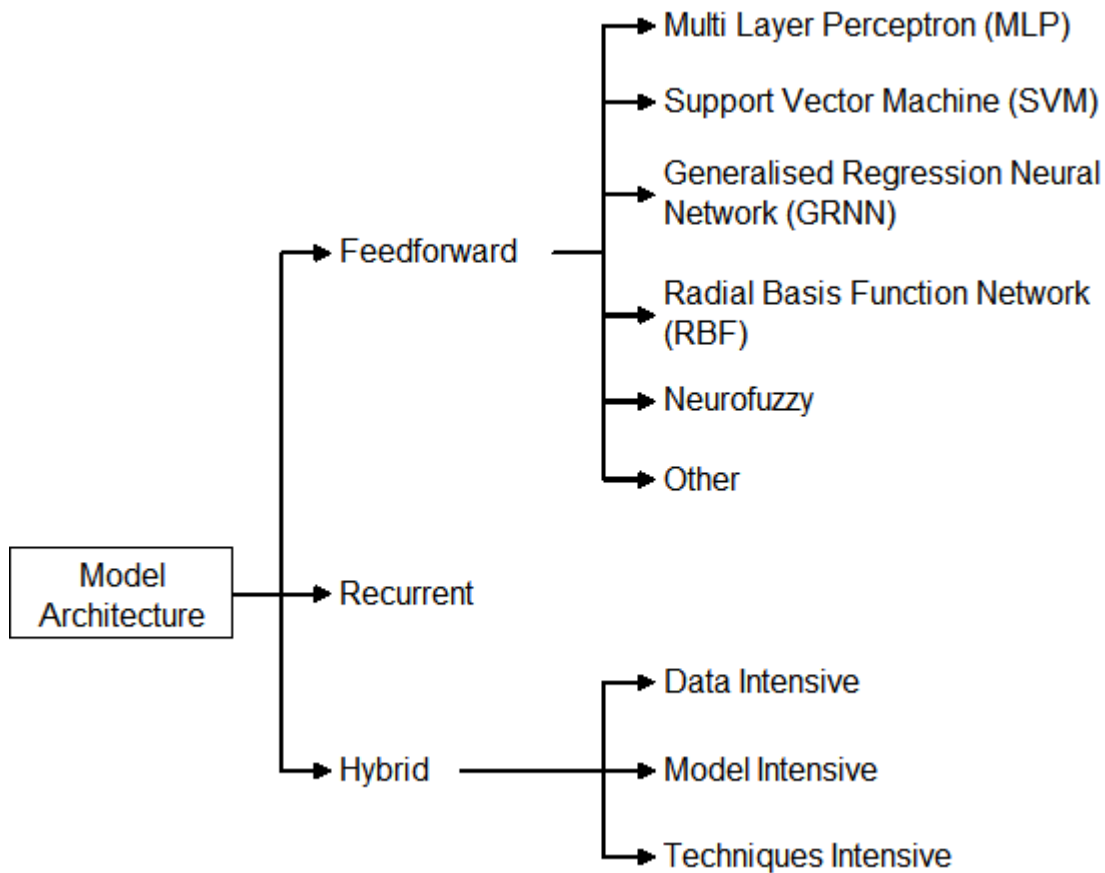 Multi Layer Perceptron (MLP)
Support Vector Machine (SVM)
Generalised Regression Neural
Network (GRNN)
Feedforward
Radial Basis Function Network
(RBF)
Neurofuzzy
Other
Model
Architecture
Recurrent
Data Intensive
Hybrid
Model Intensive
Techniques Intensive